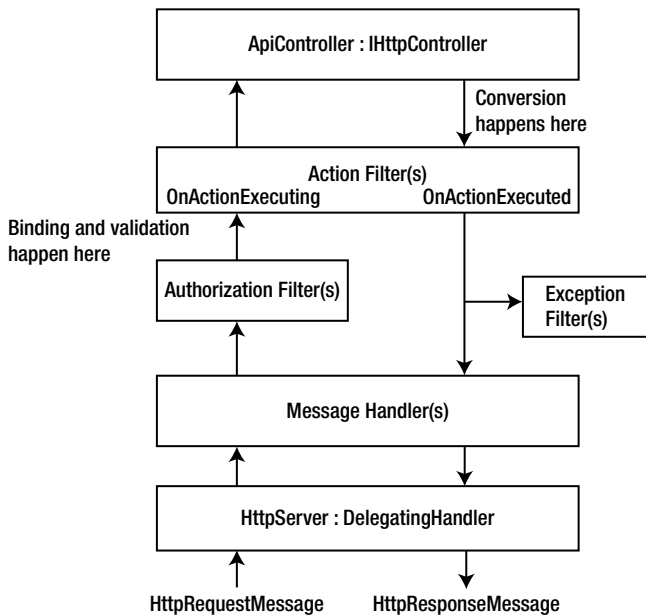 ApiController : IHttpController
Conversion
happens here
Action Filter(s)
OnActionExecuting
OnActionExecuted
Binding and validation
happen here
Authorization Filter(s)
Exception
Filter(s)
Message Handler(s)
HttpServer : DelegatingHandler
HttpRequestMessage
HttpResponseMessage